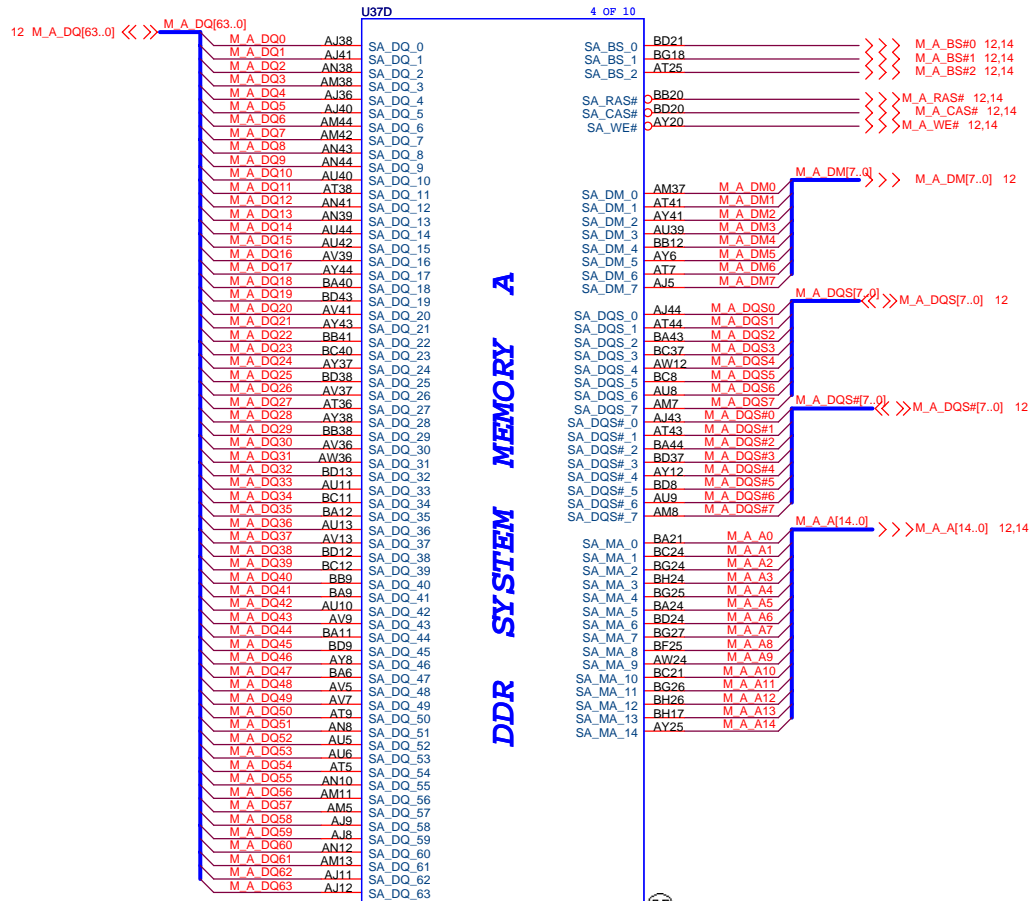 U37D 4 OF 10
12 M_A_DQ[63..0] M_A_DQ[63..0]
M_A_DQ0 AJ38 SA_DQ_0
M_A_DQ1 AJ41 SA_DQ_1
M_A_DQ2 AN38 SA_DQ_2
M_A_DQ3 AM38 SA_DQ_3
M_A_DQ4 AJ36 SA_DQ_4
M_A_DQ5 AJ40 SA_DQ_5
M_A_DQ6 AM44 SA_DQ_6
M_A_DQ7 AM42 SA_DQ_7
M_A_DQ8 AN43 SA_DQ_8
M_A_DQ9 AN44 SA_DQ_9
M_A_DQ10 AU40 SA_DQ_10
M_A_DQ11 AT38 SA_DQ_11
M_A_DQ12 AN41 SA_DQ_12
M_A_DQ13 AN39 SA_DQ_13
M_A_DQ14 AU44 SA_DQ_14
M_A_DQ15 AU42 SA_DQ_15
M_A_DQ16 AV39 SA_DQ_16
M_A_DQ17 AY44 SA_DQ_17
M_A_DQ18 BA40 SA_DQ_18
M_A_DQ19 BD43 SA_DQ_19
M_A_DQ20 AV41 SA_DQ_20
M_A_DQ21 AY43 SA_DQ_21
M_A_DQ22 BB41 SA_DQ_22
M_A_DQ23 BC40 SA_DQ_23
M_A_DQ24 AY37 SA_DQ_24
M_A_DQ25 BD38 SA_DQ_25
M_A_DQ26 AV37 SA_DQ_26
M_A_DQ27 AT36 SA_DQ_27
M_A_DQ28 AY38 SA_DQ_28
M_A_DQ29 BB38 SA_DQ_29
M_A_DQ30 AV36 SA_DQ_30
M_A_DQ31 AW36 SA_DQ_31
M_A_DQ32 BD13 SA_DQ_32
M_A_DQ33 AU11 SA_DQ_33
M_A_DQ34 BC11 SA_DQ_34
M_A_DQ35 BA12 SA_DQ_35
M_A_DQ36 AU13 SA_DQ_36
M_A_DQ37 AV13 SA_DQ_37
M_A_DQ38 BD12 SA_DQ_38
M_A_DQ39 BC12 SA_DQ_39
M_A_DQ40 BB9 SA_DQ_40
M_A_DQ41 BA9 SA_DQ_41
M_A_DQ42 AU10 SA_DQ_42
M_A_DQ43 AV9 SA_DQ_43
M_A_DQ44 BA11 SA_DQ_44
M_A_DQ45 BD9 SA_DQ_45
M_A_DQ46 AY8 SA_DQ_46
M_A_DQ47 BA6 SA_DQ_47
M_A_DQ48 AV5 SA_DQ_48
M_A_DQ49 AV7 SA_DQ_49
M_A_DQ50 AT9 SA_DQ_50
M_A_DQ51 AN8 SA_DQ_51
M_A_DQ52 AU5 SA_DQ_52
M_A_DQ53 AU6 SA_DQ_53
M_A_DQ54 AT5 SA_DQ_54
M_A_DQ55 AN10 SA_DQ_55
M_A_DQ56 AM11 SA_DQ_56
M_A_DQ57 AM5 SA_DQ_57
M_A_DQ58 AJ9 SA_DQ_58
M_A_DQ59 AJ8 SA_DQ_59
M_A_DQ60 AN12 SA_DQ_60
M_A_DQ61 AM13 SA_DQ_61
M_A_DQ62 AJ11 SA_DQ_62
M_A_DQ63 AJ12 SA_DQ_63
DDR SYSTEM MEMORY A
SA_BS_0 BD21 M_A_BS#0 12,14
SA_BS_1 BG18 M_A_BS#1 12,14
SA_BS_2 AT25 M_A_BS#2 12,14
SA_RAS# BB20 M_A_RAS# 12,14
SA_CAS# BD20 M_A_CAS# 12,14
SA_WE# AY20 M_A_WE# 12,14
M_A_DM[7..0] M_A_DM[7..0] 12
SA_DM_0 AM37 M_A_DM0
SA_DM_1 AT41 M_A_DM1
SA_DM_2 AY41 M_A_DM2
SA_DM_3 AU39 M_A_DM3
SA_DM_4 BB12 M_A_DM4
SA_DM_5 AY6 M_A_DM5
SA_DM_6 AT7 M_A_DM6
SA_DM_7 AJ5 M_A_DM7
M_A_DQS[7..0] M_A_DQS[7..0] 12
SA_DQS_0 AJ44 M_A_DQS0
SA_DQS_1 AT44 M_A_DQS1
SA_DQS_2 BA43 M_A_DQS2
SA_DQS_3 BC37 M_A_DQS3
SA_DQS_4 AW12 M_A_DQS4
SA_DQS_5 BC8 M_A_DQS5
SA_DQS_6 AU8 M_A_DQS6
SA_DQS_7 AM7 M_A_DQS7
M_A_DQS#[7..0] M_A_DQS#[7..0] 12
SA_DQS#_0 AJ43 M_A_DQS#0
SA_DQS#_1 AT43 M_A_DQS#1
SA_DQS#_2 BA44 M_A_DQS#2
SA_DQS#_3 BD37 M_A_DQS#3
SA_DQS#_4 AY12 M_A_DQS#4
SA_DQS#_5 BD8 M_A_DQS#5
SA_DQS#_6 AU9 M_A_DQS#6
SA_DQS#_7 AM8 M_A_DQS#7
M_A_A[14..0] M_A_A[14..0] 12,14
SA_MA_0 BA21 M_A_A0
SA_MA_1 BC24 M_A_A1
SA_MA_2 BG24 M_A_A2
SA_MA_3 BH24 M_A_A3
SA_MA_4 BG25 M_A_A4
SA_MA_5 BA24 M_A_A5
SA_MA_6 BD24 M_A_A6
SA_MA_7 BG27 M_A_A7
SA_MA_8 BF25 M_A_A8
SA_MA_9 AW24 M_A_A9
SA_MA_10 BC21 M_A_A10
SA_MA_11 BG26 M_A_A11
SA_MA_12 BH26 M_A_A12
SA_MA_13 BH17 M_A_A13
SA_MA_14 AY25 M_A_A14